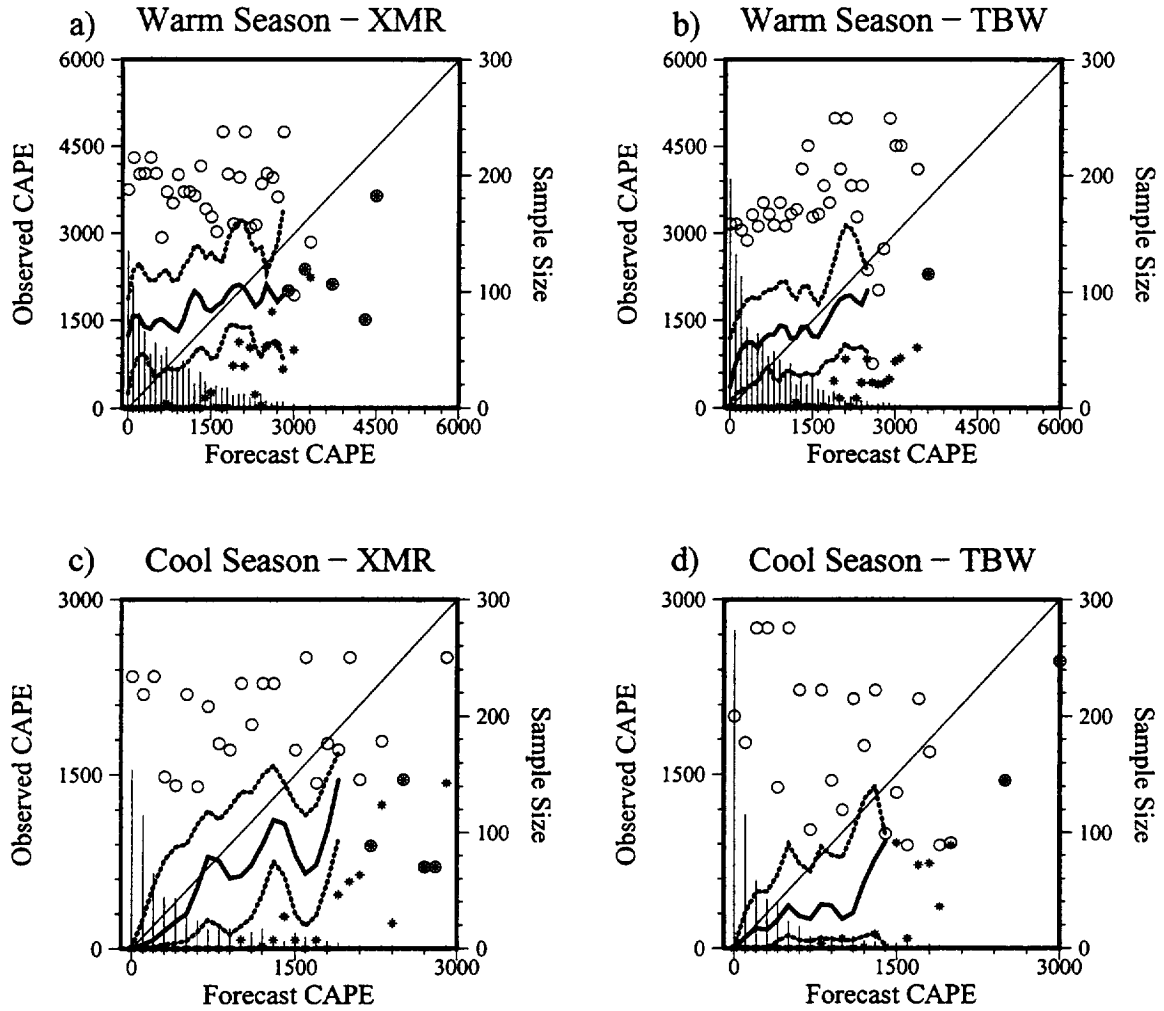 a) Warm Season – XMR
6000
4500
3000
1500
0
Observed CAPE
300
200
100
0
Sample Size
0 1500 3000 4500 6000
Forecast CAPE
b) Warm Season – TBW
6000
4500
3000
1500
0
Observed CAPE
300
200
100
0
Sample Size
0 1500 3000 4500 6000
Forecast CAPE
c) Cool Season – XMR
3000
1500
0
Observed CAPE
300
200
100
0
Sample Size
0 1500 3000
Forecast CAPE
d) Cool Season – TBW
3000
1500
0
Observed CAPE
300
200
100
0
Sample Size
0 1500 3000
Forecast CAPE